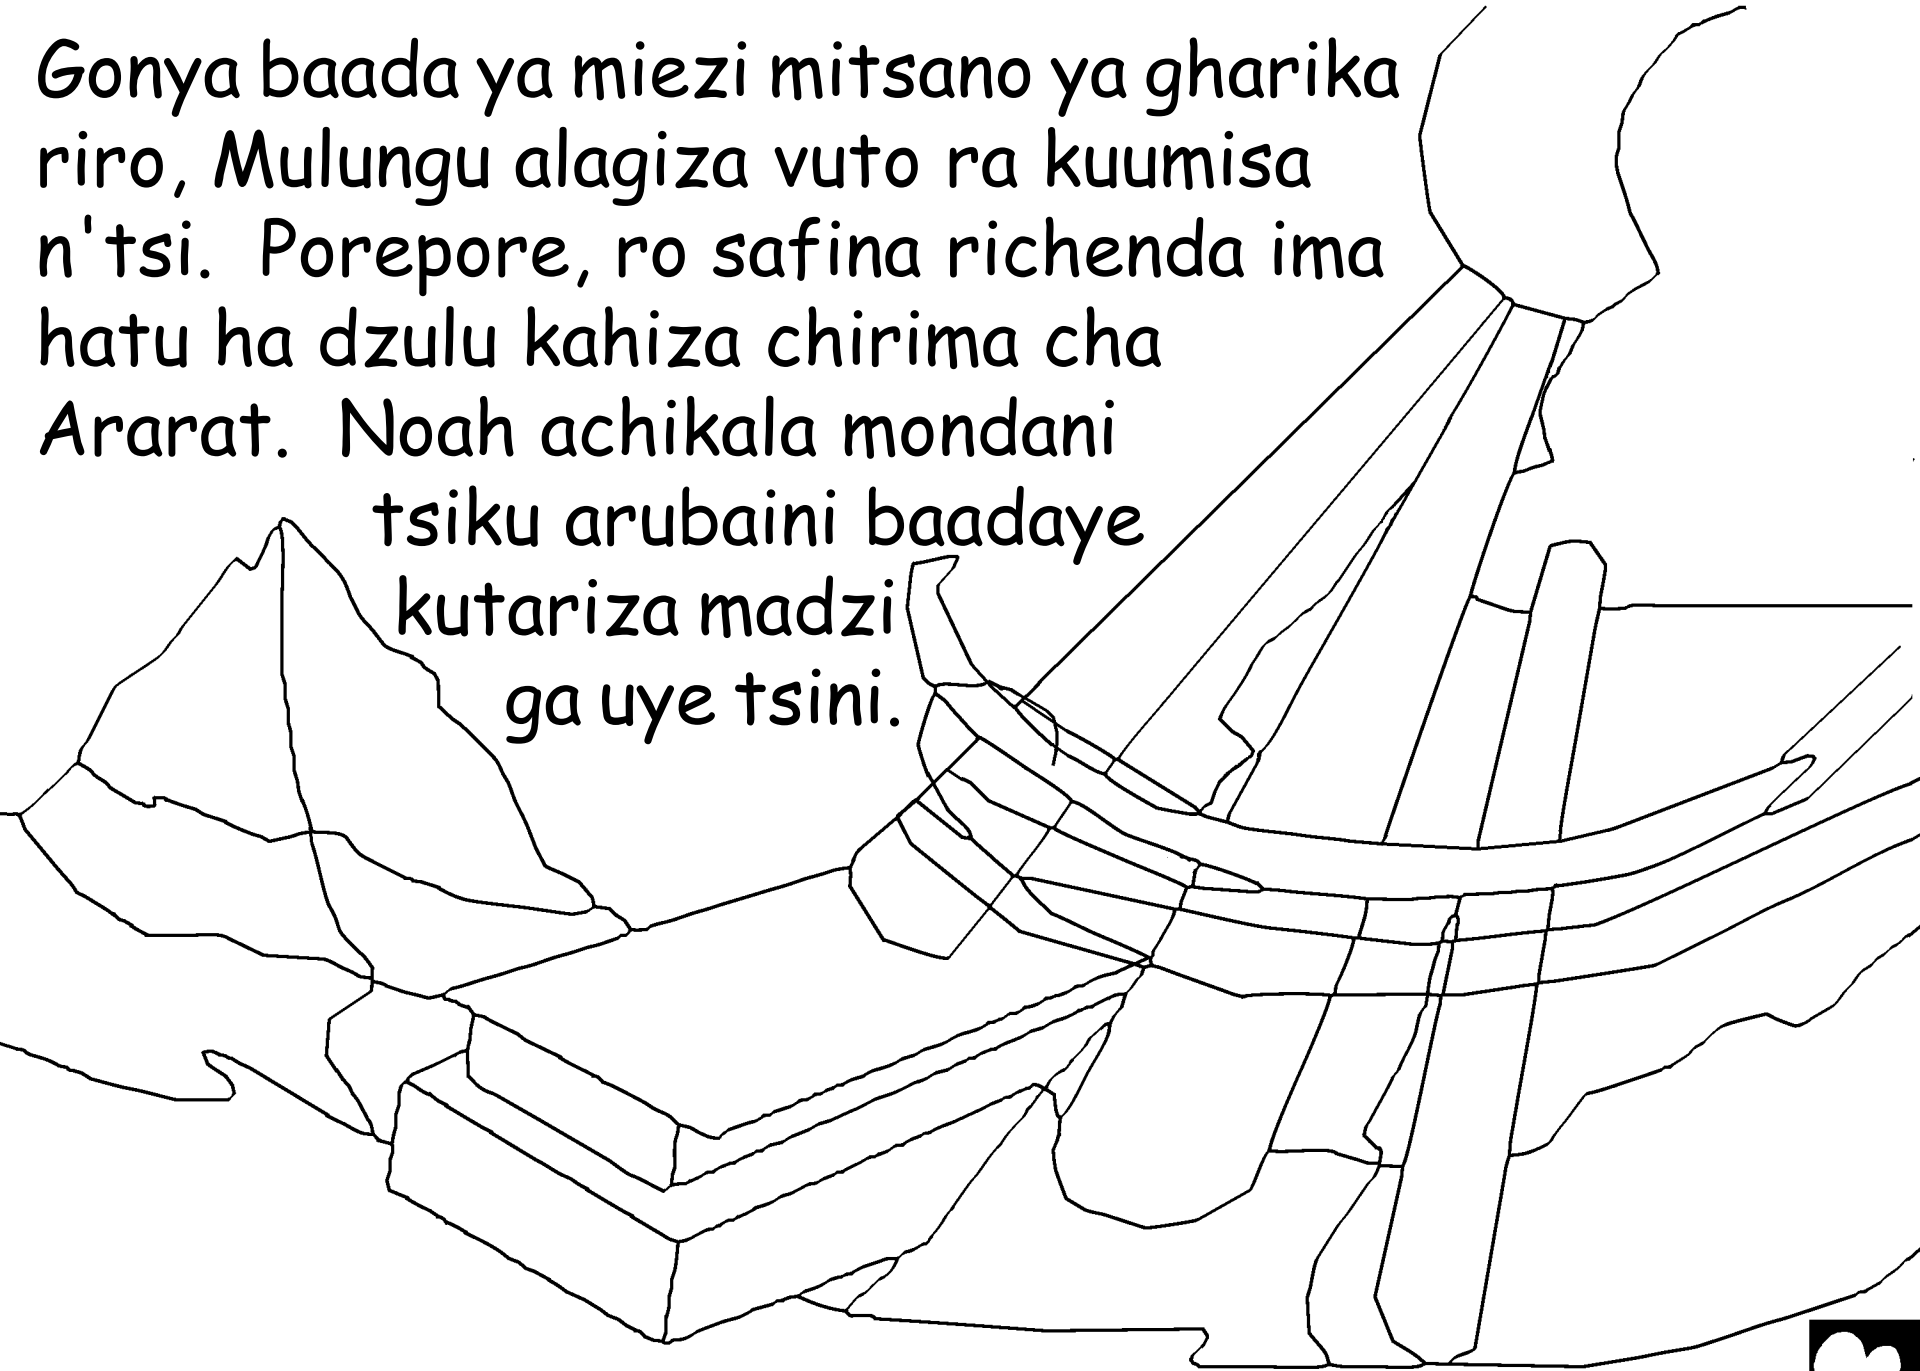 Gonya baada ya miezi mitsano ya gharika
riro, Mulungu alagiza vuto ra kuumisa
n'tsi. Porepore, ro safina richenda ima
hatu ha dzulu kahiza chirima cha
Ararat. Noah achikala mondani
tsiku arubaini baadaye
kutariza madzi
ga uye tsini.